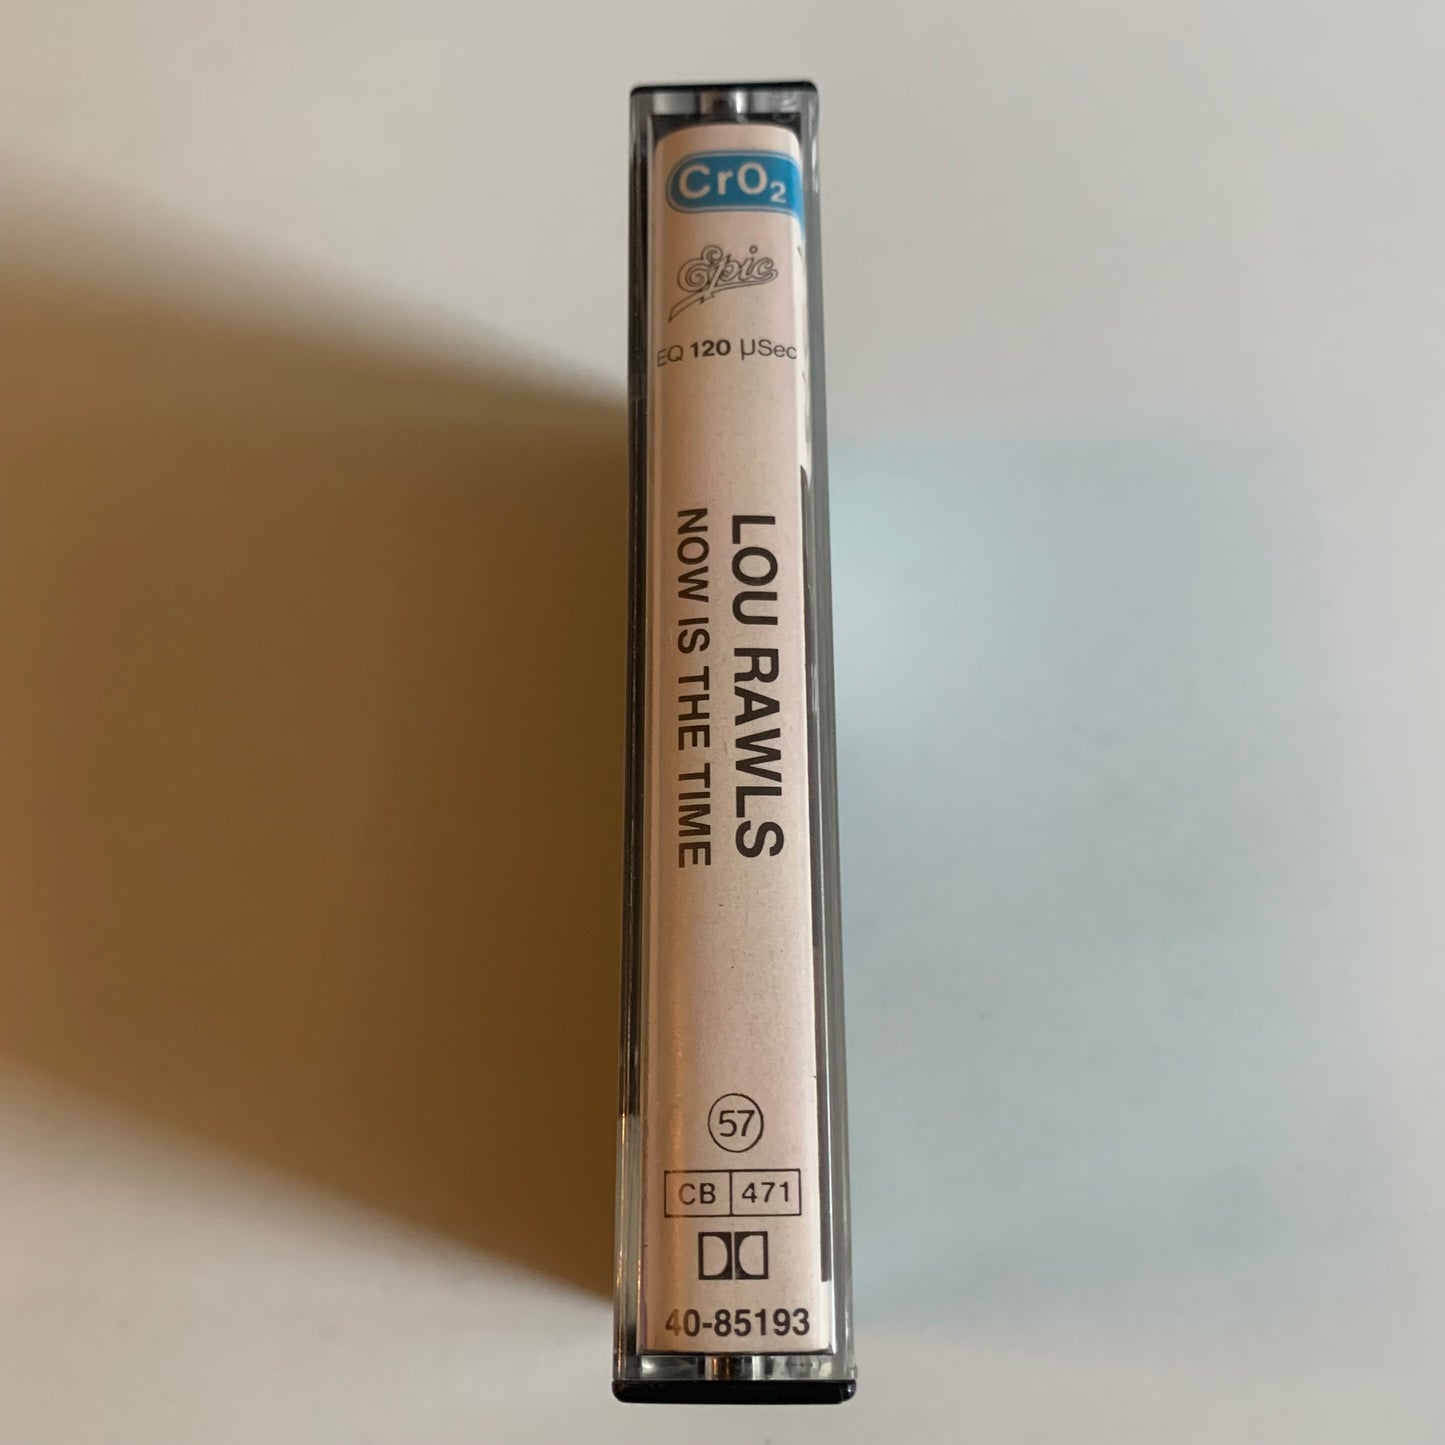 CrO₂
Epic
EQ 120 µSec
LOU RAWLS
NOW IS THE TIME
57
CB 471
40-85193